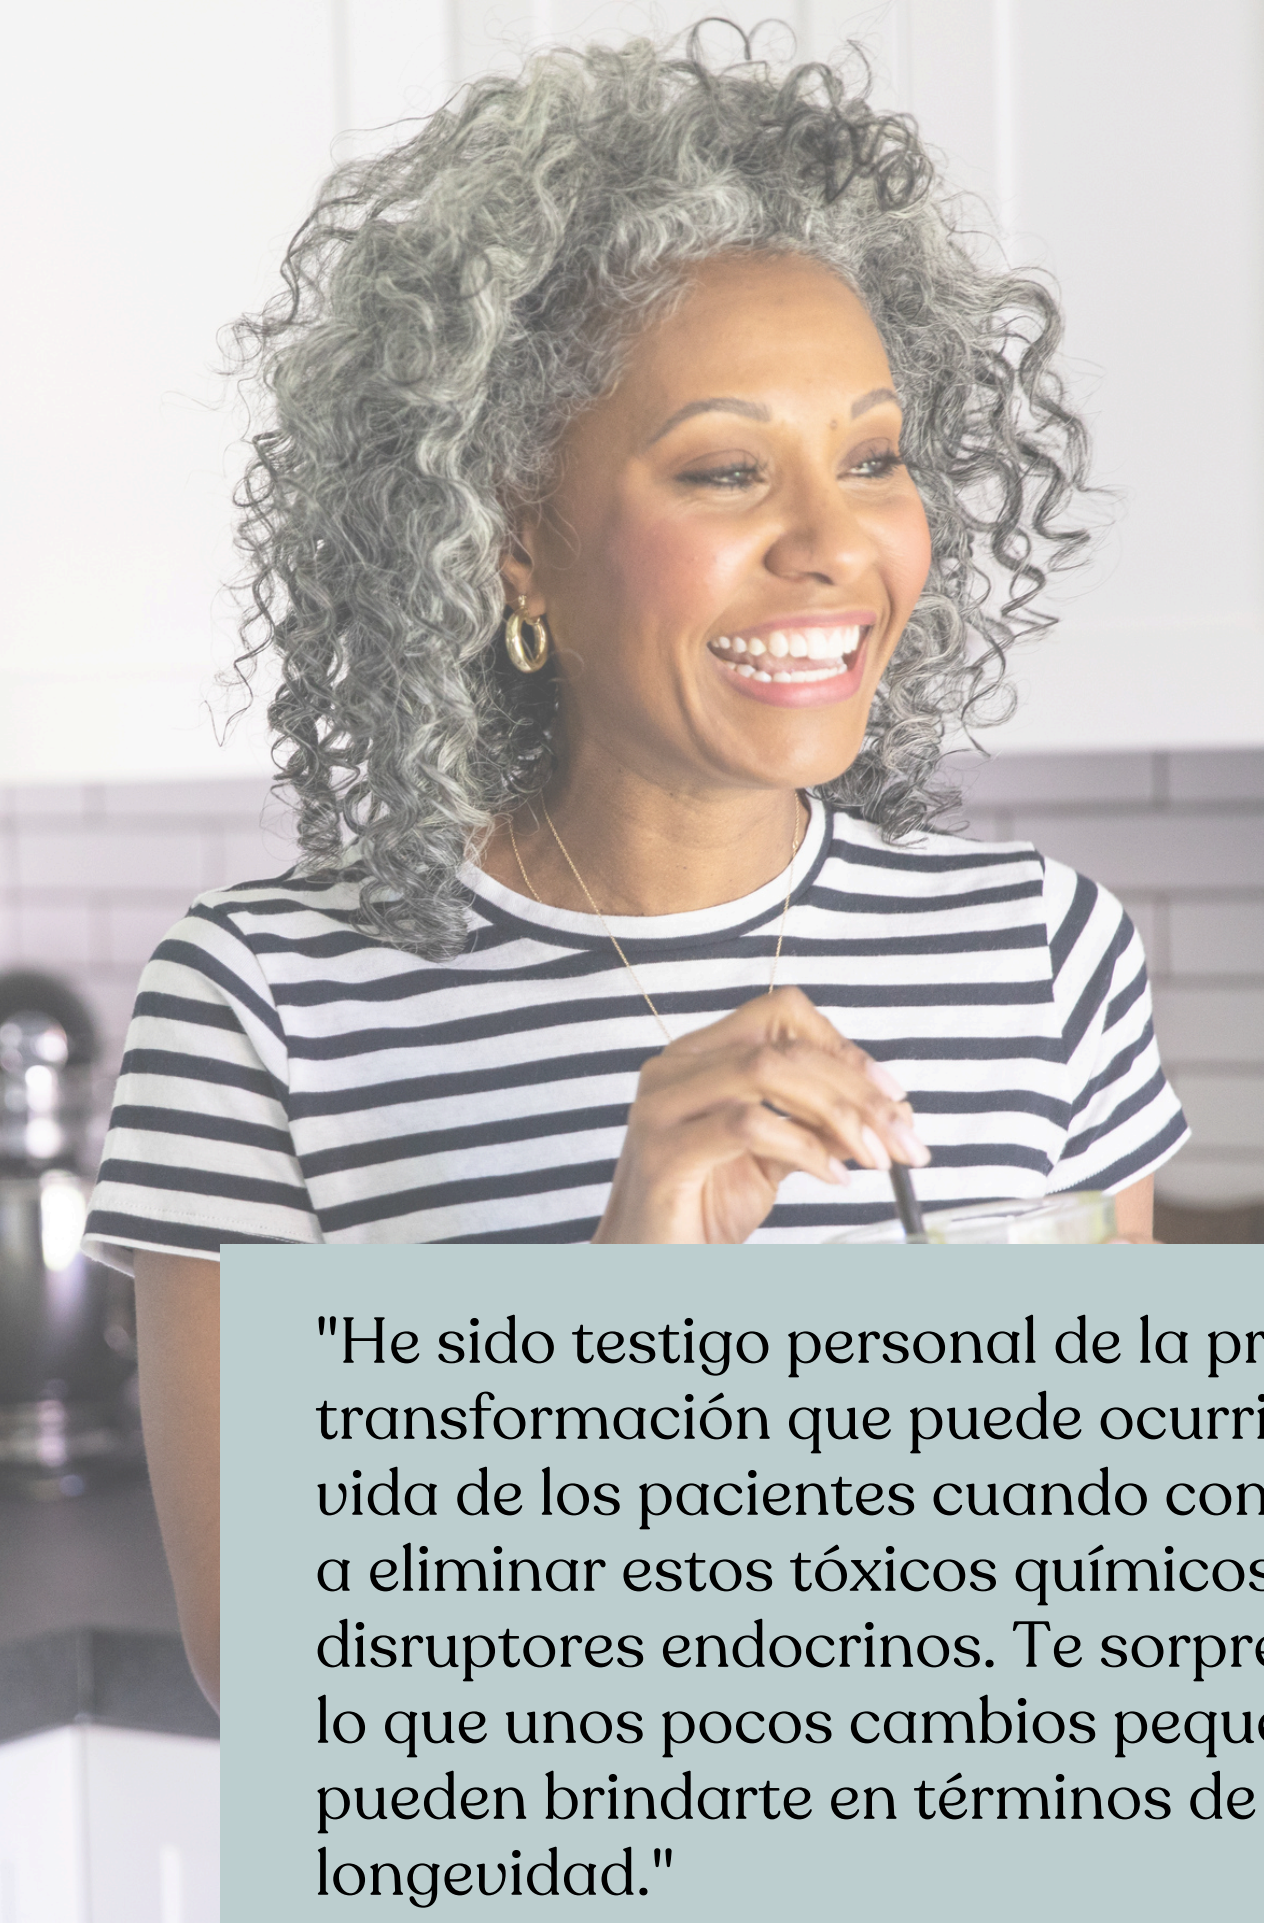 "He sido testigo personal de la pr
transformación que puede ocurri
vida de los pacientes cuando con
a eliminar estos tóxicos químicos
disruptores endocrinos. Te sorpre
lo que unos pocos cambios peque
pueden brindarte en términos de
longevidad."